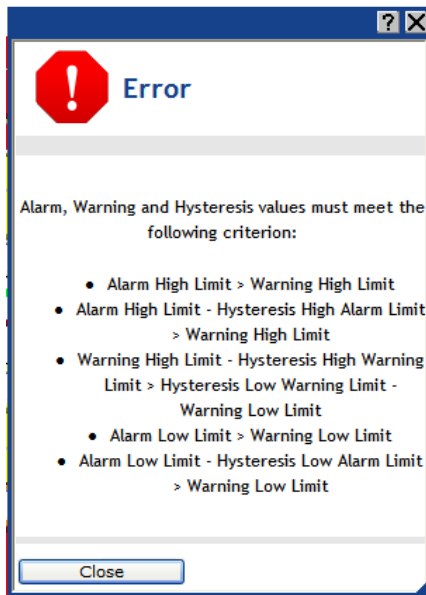 ?
Error
Alarm, Warning and Hysteresis values must meet the
following criterion:
• Alarm High Limit > Warning High Limit
• Alarm High Limit - Hysteresis High Alarm Limit
> Warning High Limit
• Warning High Limit - Hysteresis High Warning
Limit > Hysteresis Low Warning Limit -
Warning Low Limit
• Alarm Low Limit > Warning Low Limit
• Alarm Low Limit - Hysteresis Low Alarm Limit
> Warning Low Limit
Close